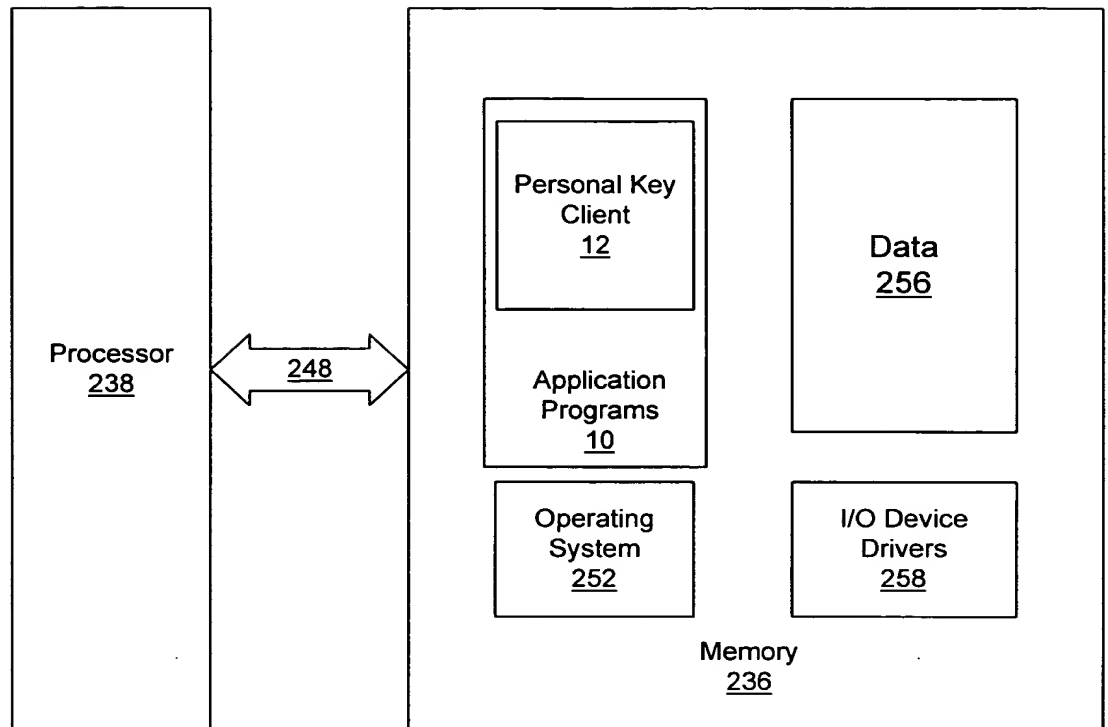 Processor
238
248
Personal Key
Client
12
Application
Programs
10
Data
256
Operating
System
252
I/O Device
Drivers
258
Memory
236